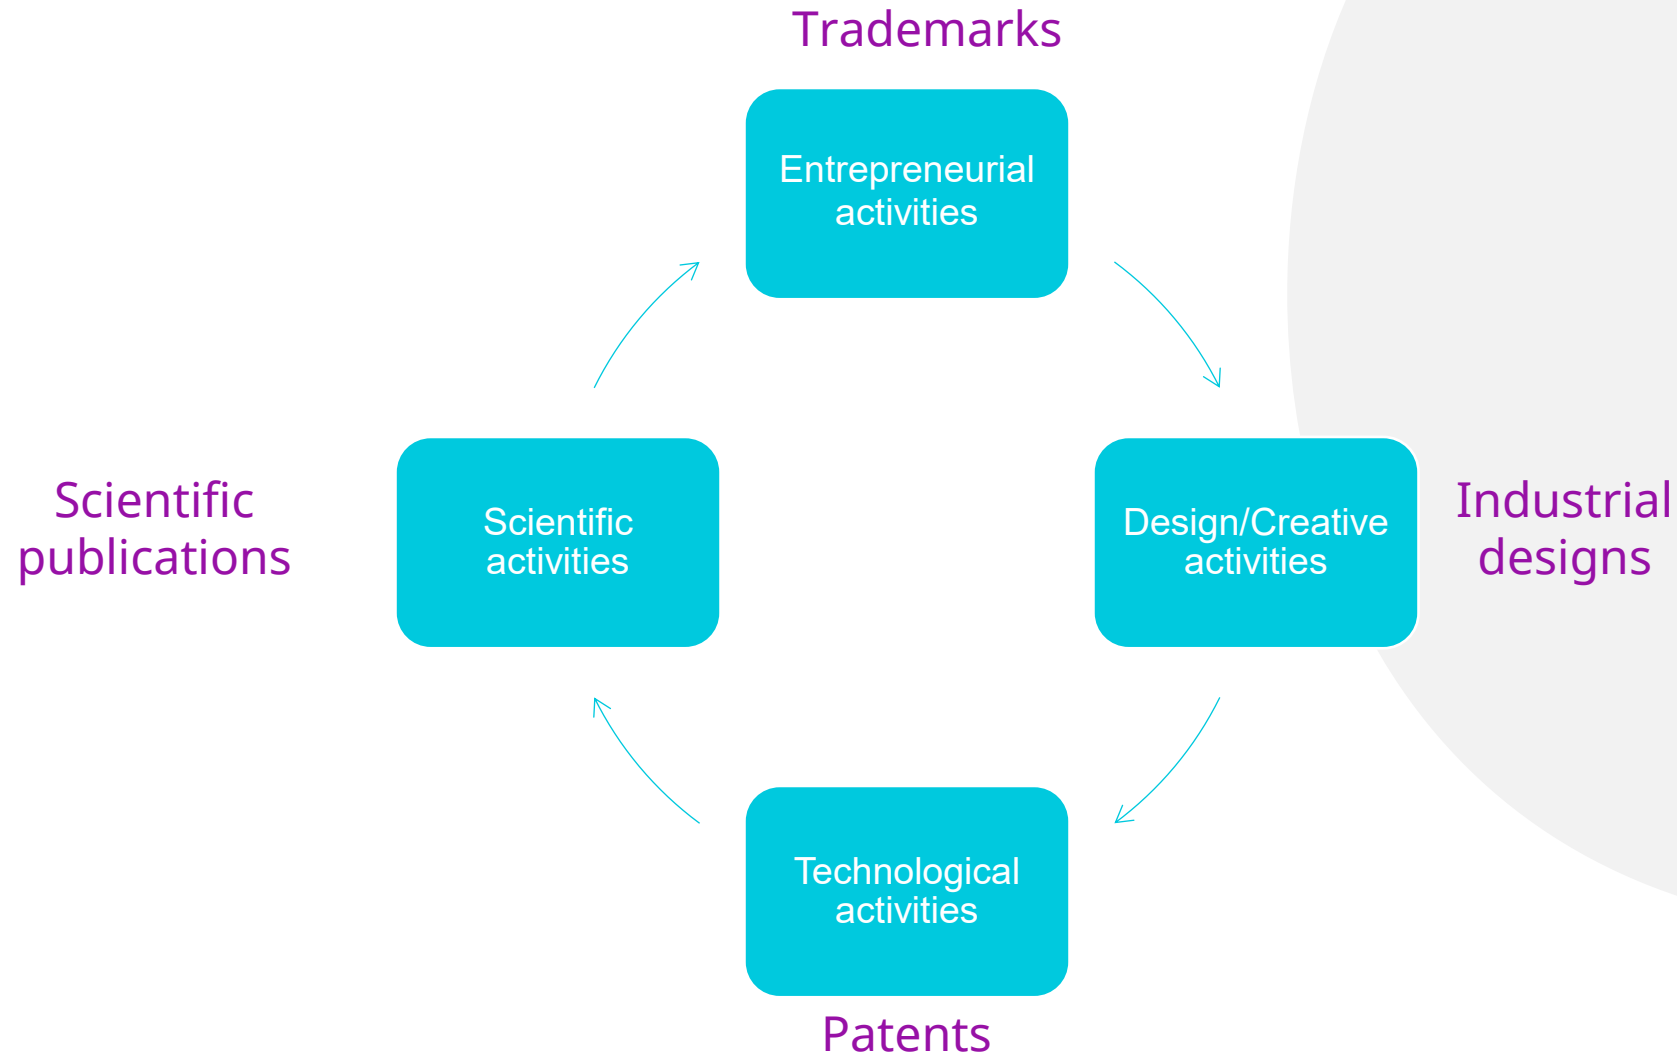 Trademarks
Entrepreneurial
activities
Scientific
publications
Scientific
activities
Design/Creative
activities
Industrial
designs
Technological
activities
Patents